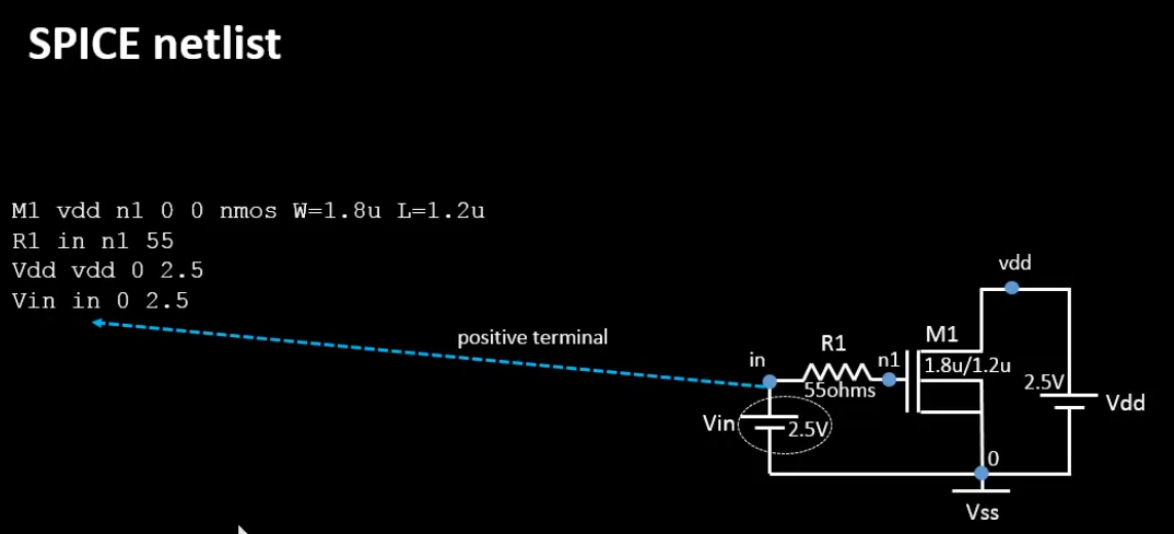 SPICE netlist
M1 vdd n1 0 0 nmos W=1.8u L=1.2u
R1 in n1 55
Vdd vdd 0 2.5
Vin in 0 2.5
positive terminal
vdd
M1
R1
in
n1
1.8u/1.2u
55ohms
2.5V
Vdd
Vin
2.5V
0
Vss